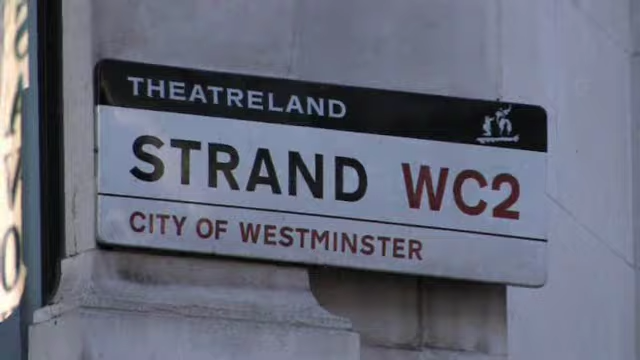 THEATRELAND
STRAND WC2
CITY OF WESTMINSTER